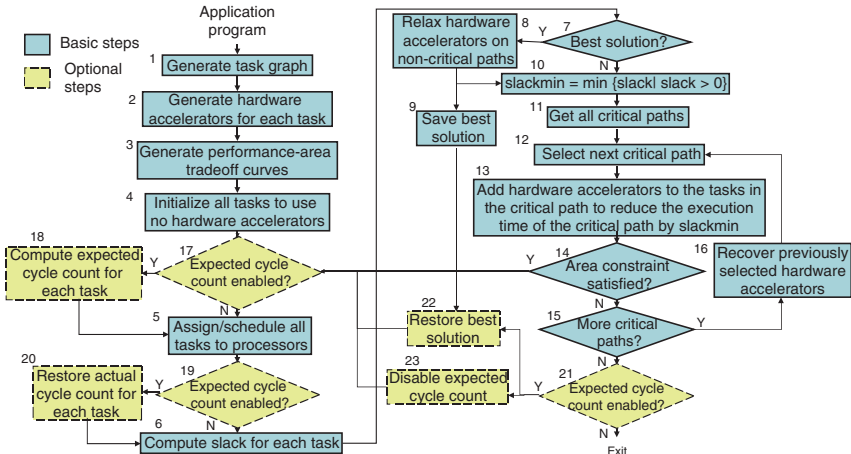 Application
program
Basic steps
Optional
steps
1
Generate task graph
2
Generate hardware
accelerators for each task
3
Generate performance-area
tradeoff curves
4
Initialize all tasks to use
no hardware accelerators
18
Compute expected
cycle count for
each task
Y
17
Expected cycle
count enabled?
N
5
Assign/schedule all
tasks to processors
20
Restore actual
cycle count for
each task
Y
19
Expected cycle
count enabled?
N
6
Compute slack for each task
Relax hardware
accelerators on
non-critical paths
8
Y
7
Best solution?
N
10
slackmin = min {slack| slack > 0}
9
Save best
solution
11
Get all critical paths
12
Select next critical path
13
Add hardware accelerators to the tasks in
the critical path to reduce the execution
time of the critical path by slackmin
Y
14
Area constraint
satisfied?
N
16
Recover previously
selected hardware
accelerators
15
More critical
paths?
Y
N
22
Restore best
solution
23
Disable expected
cycle count
Y
21
Expected cycle
count enabled?
N
Exit